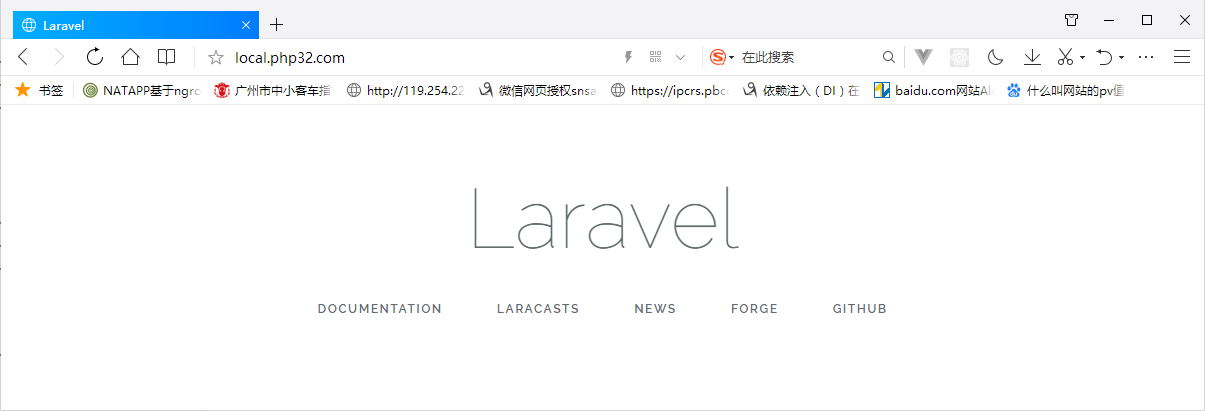 Laravel
local.php32.com
在此搜索
书签 NATAPP基于ngro 广州市中小客车指 http://119.254.22 微信网页授权snsa https://ipcrs.pbcc 依赖注入（DI）在 baidu.com网站Al 什么叫网站的pv值
Laravel
DOCUMENTATION LARACASTS NEWS FORGE GITHUB